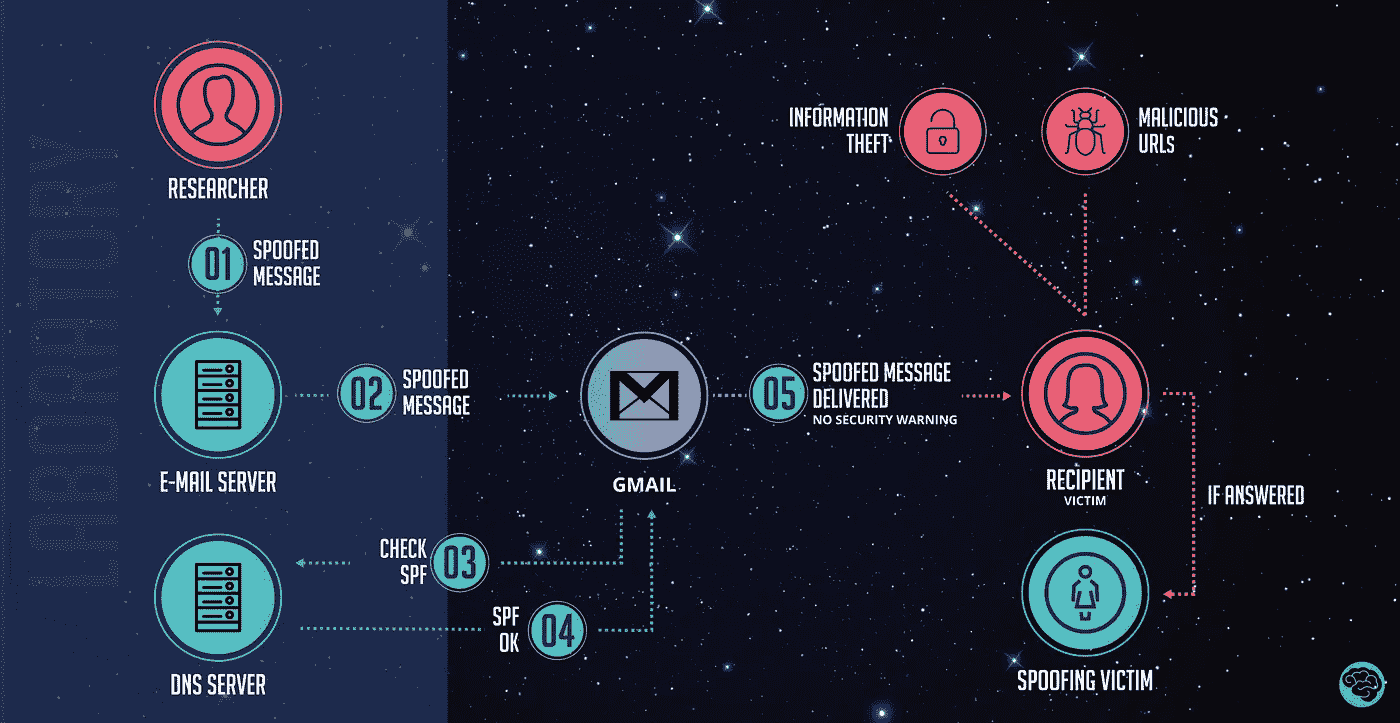 LABORATORY
RESEARCHER
01
SPOOFED
MESSAGE
E-MAIL SERVER
02
SPOOFED
MESSAGE
GMAIL
CHECK
SPF
03
SPF
OK
04
DNS SERVER
05
SPOOFED MESSAGE
DELIVERED
NO SECURITY WARNING
INFORMATION
THEFT
MALICIOUS
URLs
RECIPIENT
VICTIM
IF ANSWERED
SPOOFING VICTIM